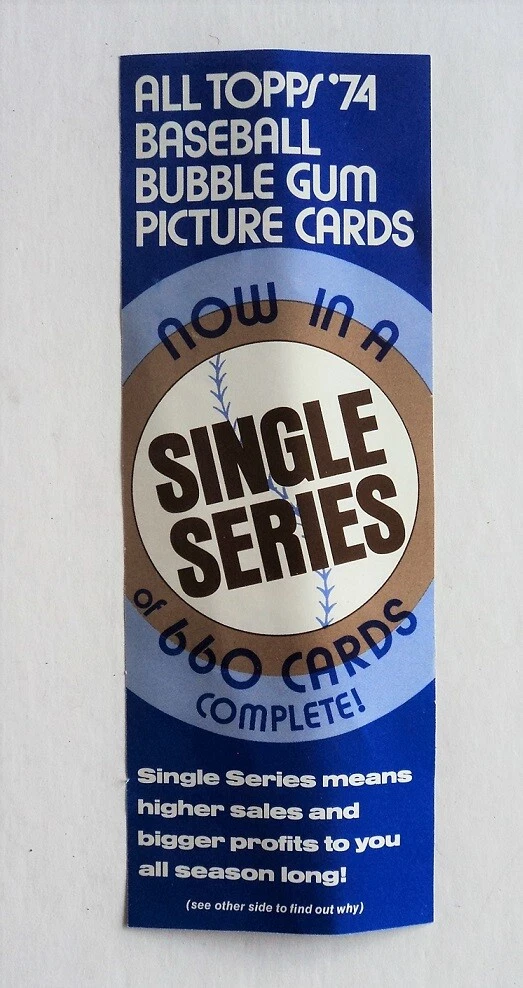 ALL TOPPS '74
BASEBALL
BUBBLE GUM
PICTURE CARDS
NOW IN A
SINGLE
SERIES
of 660 CARDS
COMPLETE!
Single Series means
higher sales and
bigger profits to you
all season long!
(see other side to find out why)